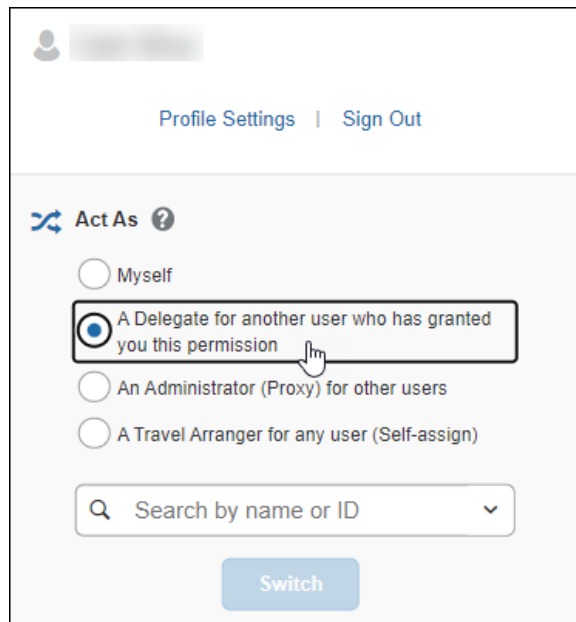 Profile Settings | Sign Out
Act As ?
Myself
A Delegate for another user who has granted
you this permission
An Administrator (Proxy) for other users
A Travel Arranger for any user (Self-assign)
Search by name or ID
Switch